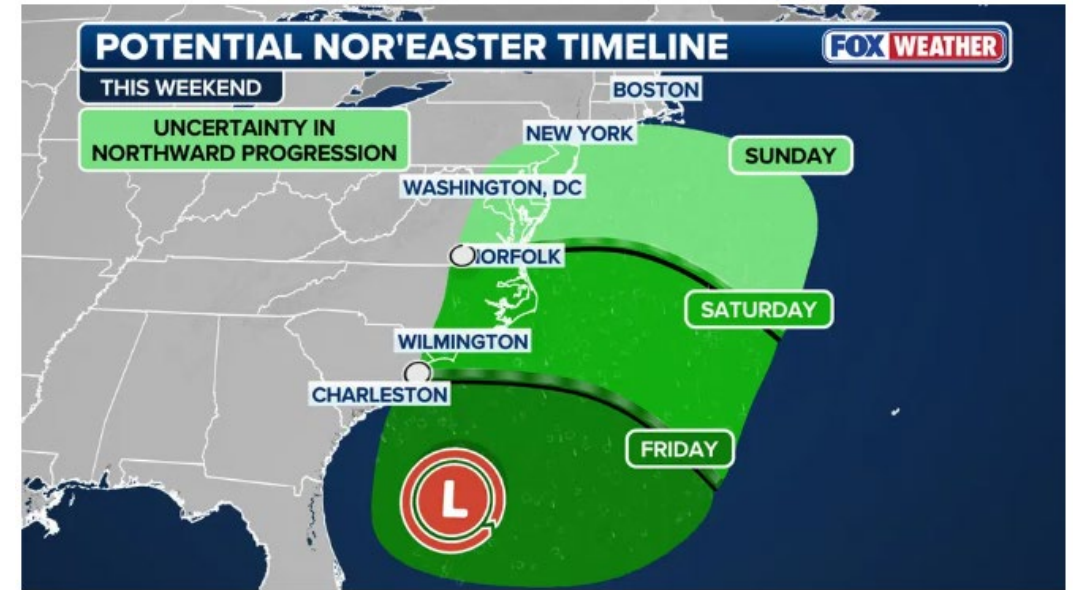 POTENTIAL NOR'EASTER TIMELINE
FOX WEATHER
THIS WEEKEND
UNCERTAINTY IN
NORTHWARD PROGRESSION
BOSTON
NEW YORK
SUNDAY
WASHINGTON, DC
ORFOLK
SATURDAY
WILMINGTON
CHARLESTON
FRIDAY
L